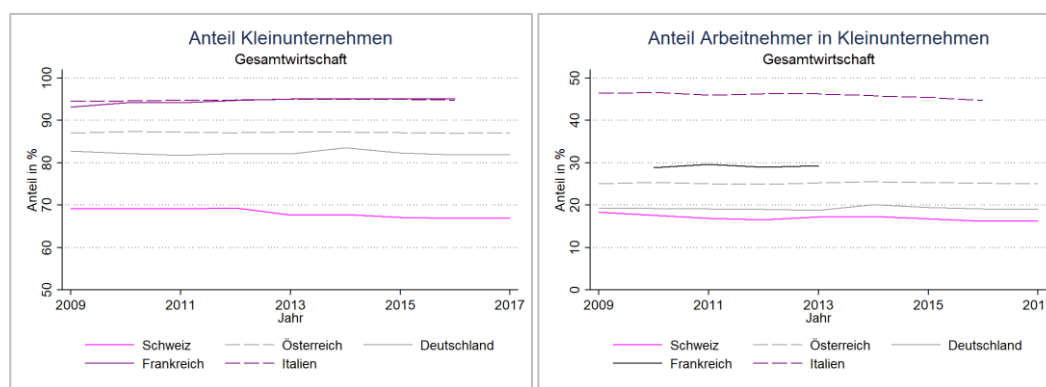 Anteil Kleinunternehmen
Gesamtwirtschaft
Anteil in %
100
90
80
70
60
50
2009
2011
2013
2015
2017
Jahr
Schweiz
Österreich
Deutschland
Frankreich
Italien
Anteil Arbeitnehmer in Kleinunternehmen
Gesamtwirtschaft
Anteil in %
50
40
30
20
10
0
2009
2011
2013
2015
201
Jahr
Schweiz
Österreich
Deutschland
Frankreich
Italien